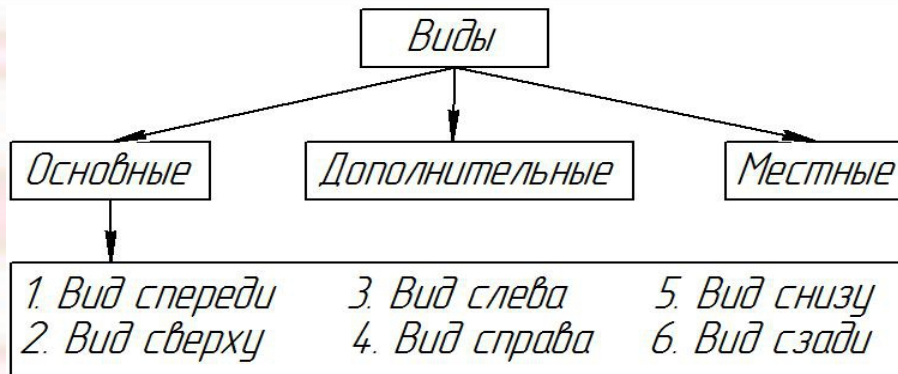 Виды
Основные Дополнительные Местные
1. Вид спереди 3. Вид слева 5. Вид снизу
2. Вид сверху 4. Вид справа 6. Вид сзади